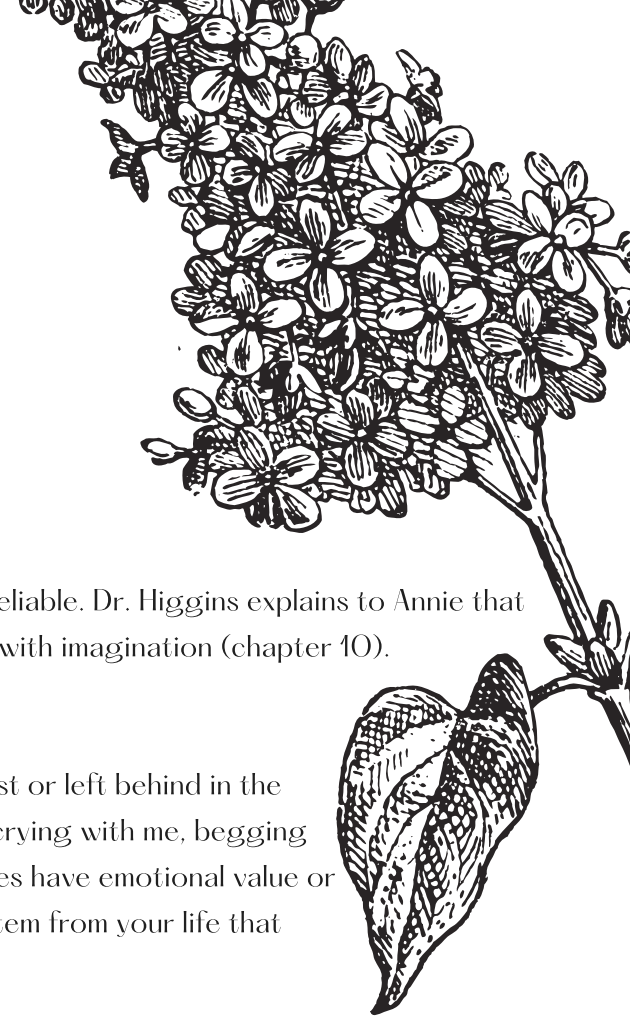 eliable. Dr. Higgins explains to Annie that
with imagination (chapter 10).
st or left behind in the
crying with me, begging
es have emotional value or
tem from your life that